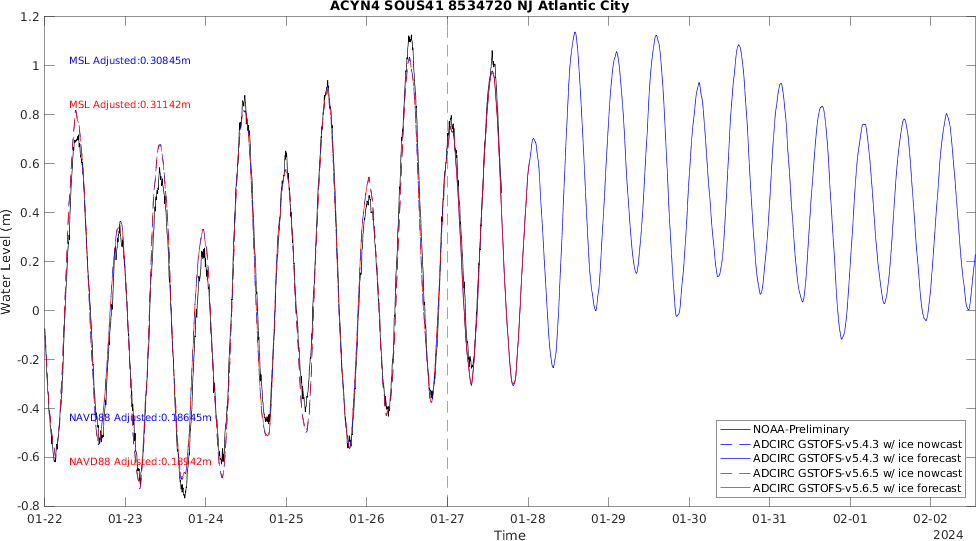 ACYN4 SOUS41 8534720 NJ Atlantic City
Water Level (m)
1.2
1
0.8
0.6
0.4
0.2
0
-0.2
-0.4
-0.6
-0.8
MSL Adjusted:0.30845m
MSL Adjusted:0.31142m
NAVD88 Adjusted:0.18645m
NAVD88 Adjusted:0.18942m
NOAA-Preliminary
ADCIRC GSTOFS-v5.4.3 w/ ice nowcast
ADCIRC GSTOFS-v5.4.3 w/ ice forecast
ADCIRC GSTOFS-v5.6.5 w/ ice nowcast
ADCIRC GSTOFS-v5.6.5 w/ ice forecast
01-22 01-23 01-24 01-25 01-26 01-27 01-28 01-29 01-30 01-31 02-01 02-02
Time
2024